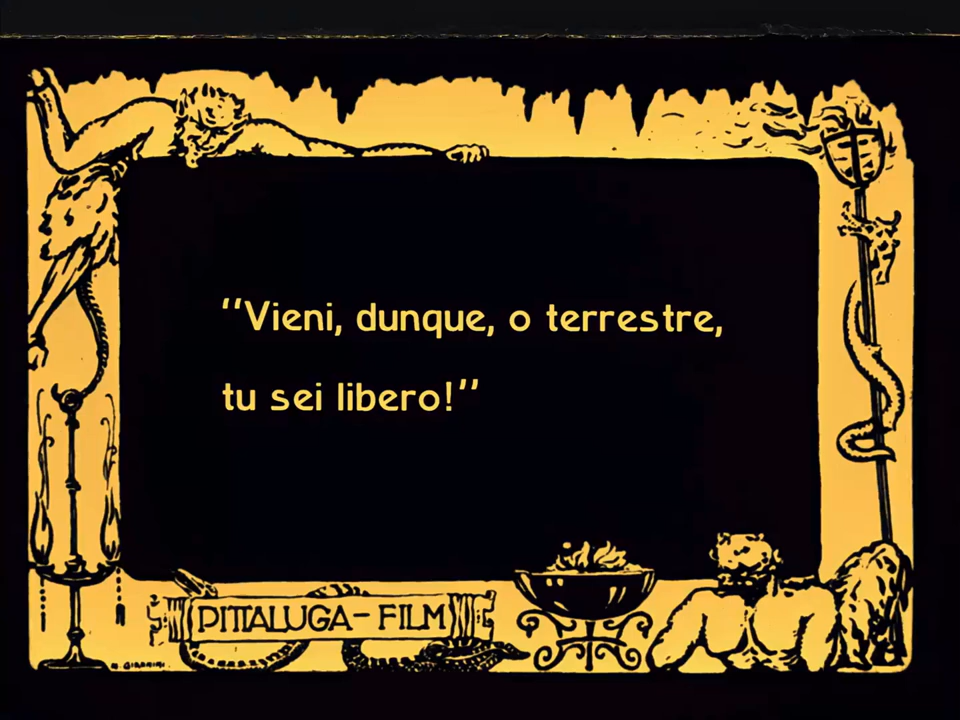 "Vieni, dunque, o terrestre,
tu sei libero!"
PITTALUGA-FILM